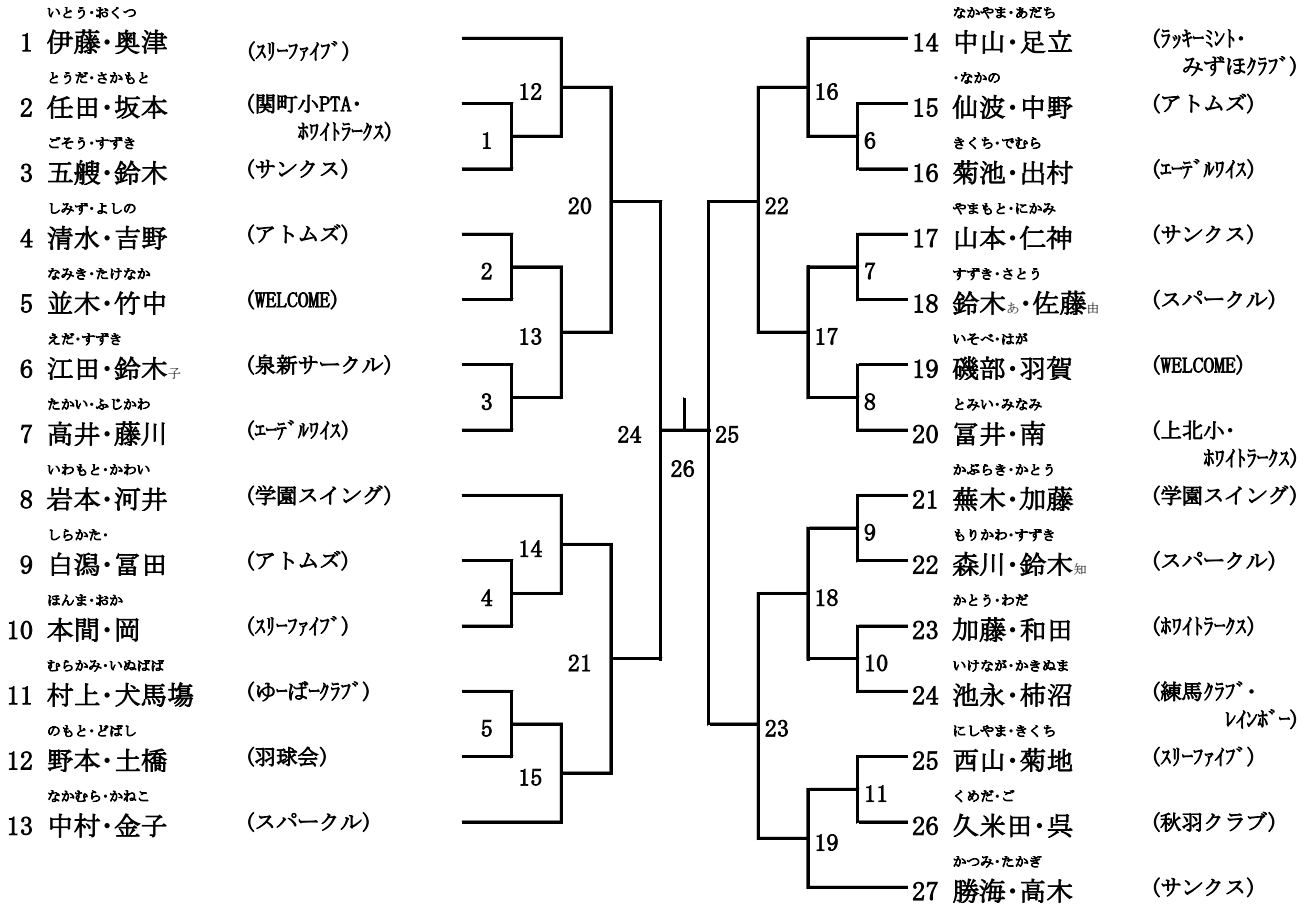 いとう・おくつ
1 伊藤・奥津 (ｽﾘｰﾌｧｲﾌﾞ)
とうだ・さかもと
2 任田・坂本 (関町小PTA・
ﾎﾜｲﾄﾗｰｸｽ)
ごそう・すずき
3 五艘・鈴木 (サンクス)
しみず・よしの
4 清水・吉野 (アトムズ)
なみき・たけなか
5 並木・竹中 (WELCOME)
えだ・すずき
6 江田・鈴木子 (泉新サークル)
たかい・ふじかわ
7 高井・藤川 (ｴｰﾃﾞﾙﾜｲｽ)
いわもと・かわい
8 岩本・河井 (学園スイング)
しらかた・
9 白潟・冨田 (アトムズ)
ほんま・おか
10 本間・岡 (ｽﾘｰﾌｧｲﾌﾞ)
むらかみ・いぬばば
11 村上・犬馬塲 (ゆーばーｸﾗﾌﾞ)
のもと・どばし
12 野本・土橋 (羽球会)
なかむら・かねこ
13 中村・金子 (スパークル)
12
1
20
2
13
3
24
14
4
21
5
15
26
16
6
22
7
17
8
25
9
18
10
23
11
19
なかやま・あだち
14 中山・足立 (ﾗｯｷｰﾐﾝﾄ・
みずほｸﾗﾌﾞ)
・なかの
15 仙波・中野 (アトムズ)
きくち・でむら
16 菊池・出村 (ｴｰﾃﾞﾙﾜｲｽ)
やまもと・にかみ
17 山本・仁神 (サンクス)
すずき・さとう
18 鈴木あ・佐藤由 (スパークル)
いそべ・はが
19 磯部・羽賀 (WELCOME)
とみい・みなみ
20 冨井・南 (上北小・
ﾎﾜｲﾄﾗｰｸｽ)
かぶらき・かとう
21 蕪木・加藤 (学園スイング)
もりかわ・すずき
22 森川・鈴木知 (スパークル)
かとう・わだ
23 加藤・和田 (ﾎﾜｲﾄﾗｰｸｽ)
いけなが・かきぬま
24 池永・柿沼 (練馬ｸﾗﾌﾞ・
ﾚｲﾝﾎﾞｰ)
にしやま・きくち
25 西山・菊地 (ｽﾘｰﾌｧｲﾌﾞ)
くめだ・ご
26 久米田・呉 (秋羽クラブ)
かつみ・たかぎ
27 勝海・高木 (サンクス)